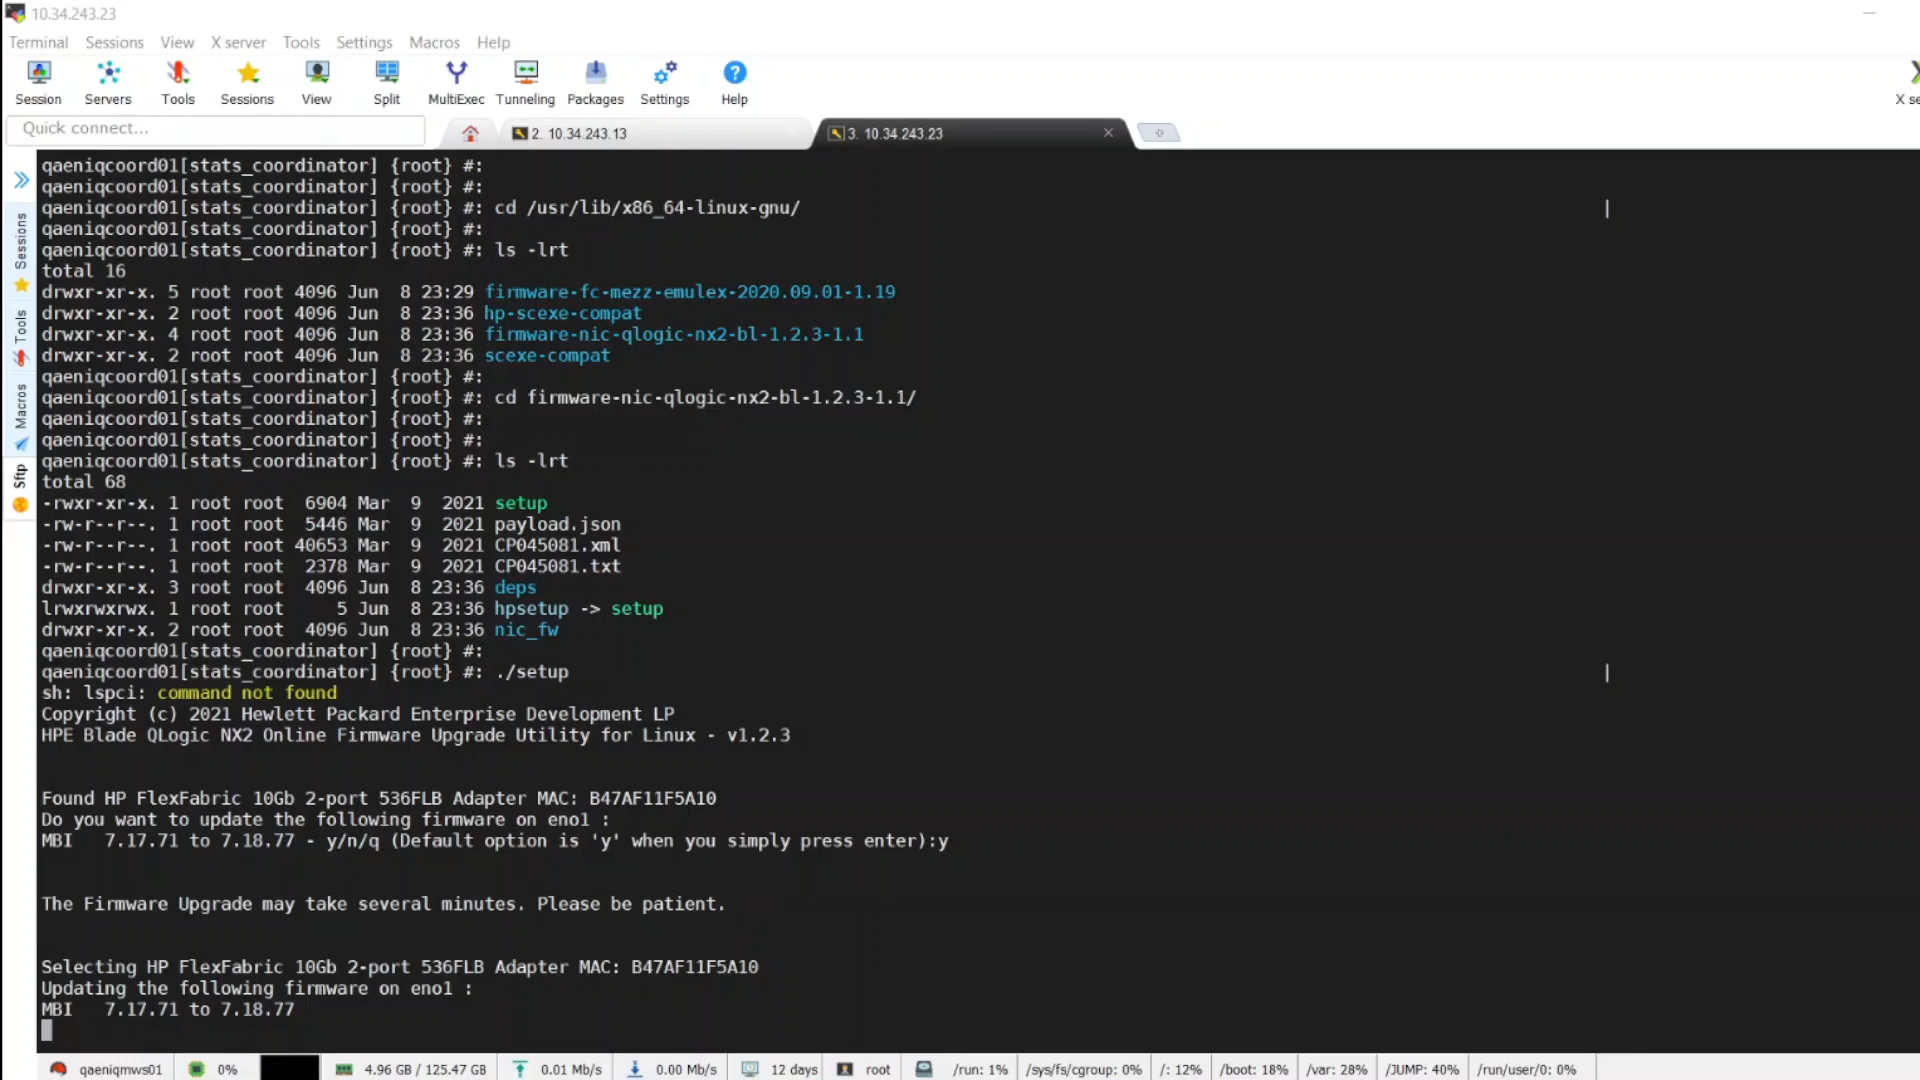 10.34.243.23
Terminal Sessions View X server Tools Settings Macros Help
Session Servers Tools Sessions View Split MultiExec Tunneling Packages Settings Help
Quick connect... 2. 10.34.243.13 3. 10.34.243.23
Sessions
Tools
Macros
Sftp
qaeniqcoord01[stats_coordinator] {root} #:
qaeniqcoord01[stats_coordinator] {root} #:
qaeniqcoord01[stats_coordinator] {root} #: cd /usr/lib/x86_64-linux-gnu/
qaeniqcoord01[stats_coordinator] {root} #:
qaeniqcoord01[stats_coordinator] {root} #: ls -lrt
total 16
drwxr-xr-x. 5 root root 4096 Jun  8 23:29 firmware-fc-mezz-emulex-2020.09.01-1.19
drwxr-xr-x. 2 root root 4096 Jun  8 23:36 hp-scexe-compat
drwxr-xr-x. 4 root root 4096 Jun  8 23:36 firmware-nic-qlogic-nx2-bl-1.2.3-1.1
drwxr-xr-x. 2 root root 4096 Jun  8 23:36 scexe-compat
qaeniqcoord01[stats_coordinator] {root} #:
qaeniqcoord01[stats_coordinator] {root} #: cd firmware-nic-qlogic-nx2-bl-1.2.3-1.1/
qaeniqcoord01[stats_coordinator] {root} #:
qaeniqcoord01[stats_coordinator] {root} #:
qaeniqcoord01[stats_coordinator] {root} #: ls -lrt
total 68
-rwxr-xr-x. 1 root root  6904 Mar  9  2021 setup
-rw-r--r--. 1 root root  5446 Mar  9  2021 payload.json
-rw-r--r--. 1 root root 40653 Mar  9  2021 CP045081.xml
-rw-r--r--. 1 root root  2378 Mar  9  2021 CP045081.txt
drwxr-xr-x. 3 root root  4096 Jun  8 23:36 deps
lrwxrwxrwx. 1 root root     5 Jun  8 23:36 hpsetup -> setup
drwxr-xr-x. 2 root root  4096 Jun  8 23:36 nic_fw
qaeniqcoord01[stats_coordinator] {root} #:
qaeniqcoord01[stats_coordinator] {root} #: ./setup
sh: lspci: command not found
Copyright (c) 2021 Hewlett Packard Enterprise Development LP
HPE Blade QLogic NX2 Online Firmware Upgrade Utility for Linux - v1.2.3
Found HP FlexFabric 10Gb 2-port 536FLB Adapter MAC: B47AF11F5A10
Do you want to update the following firmware on eno1 :
MBI   7.17.71 to 7.18.77 - y/n/q (Default option is 'y' when you simply press enter):y
The Firmware Upgrade may take several minutes. Please be patient.
Selecting HP FlexFabric 10Gb 2-port 536FLB Adapter MAC: B47AF11F5A10
Updating the following firmware on eno1 :
MBI   7.17.71 to 7.18.77
qaeniqmws01 0% 4.96 GB / 125.47 GB 0.01 Mb/s 0.00 Mb/s 12 days root /run: 1% /sys/fs/cgroup: 0% /: 12% /boot: 18% /var: 28% /JUMP: 40% /run/user/0: 0%